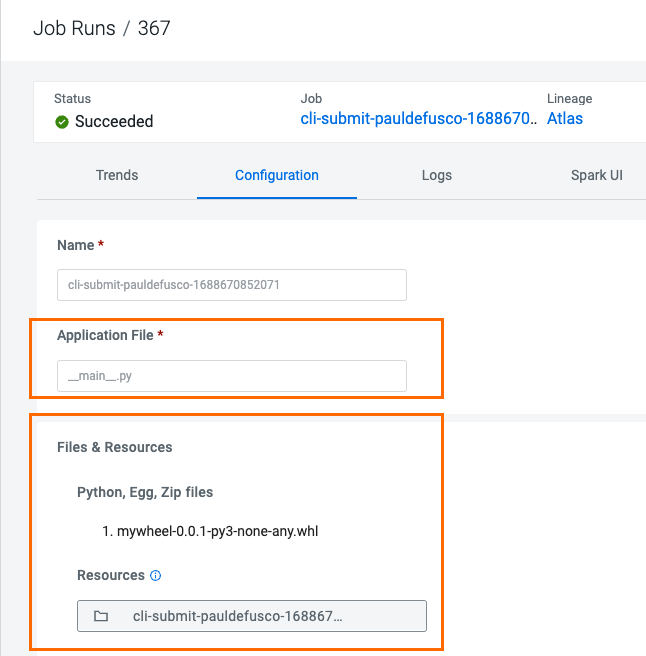 Job Runs / 367
Status Job Lineage
Succeeded cli-submit-pauldefusco-1688670.. Atlas
Trends Configuration Logs Spark UI
Name *
cli-submit-pauldefusco-1688670852071
Application File *
__main__.py
Files & Resources
Python, Egg, Zip files
1. mywheel-0.0.1-py3-none-any.whl
Resources
cli-submit-pauldefusco-168867...